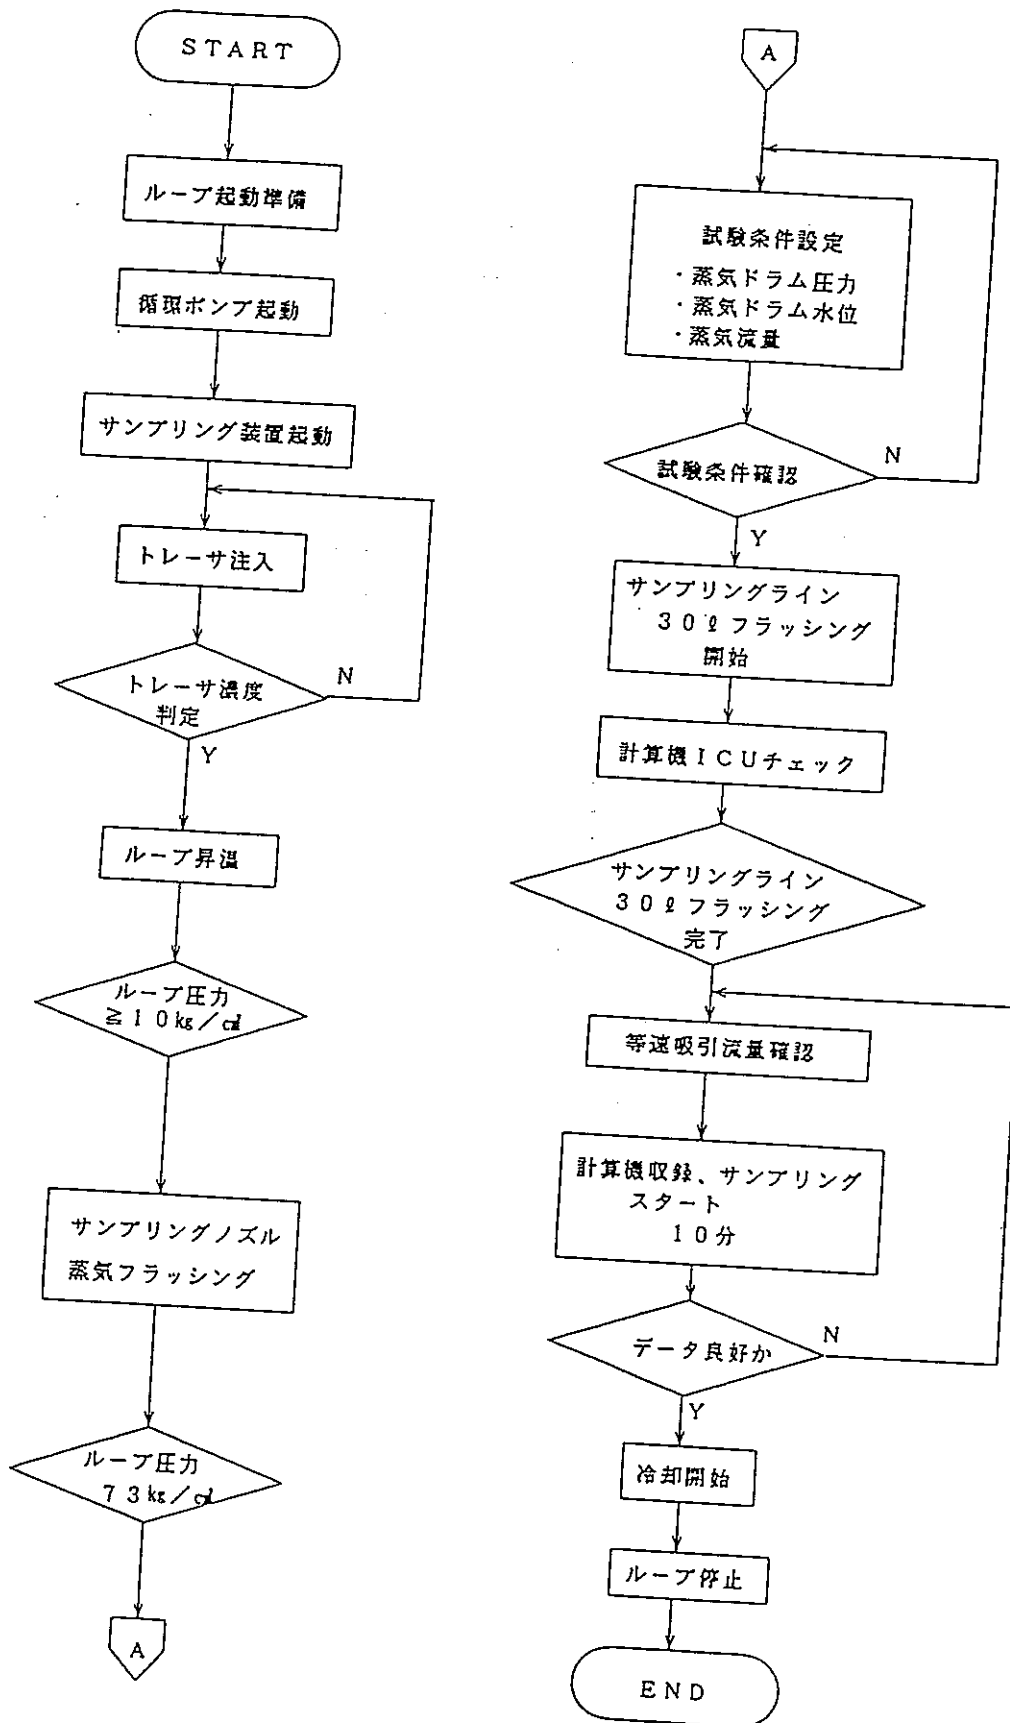 START
ループ起動準備
循環ポンプ起動
サンプリング装置起動
トレーサ注入
トレーサ濃度
判定
N
Y
ループ昇温
ループ圧力
≧10㎏/㎠
サンプリングノズル
蒸気フラッシング
ループ圧力
73㎏/㎠
A
A
試験条件設定
・蒸気ドラム圧力
・蒸気ドラム水位
・蒸気流量
試験条件確認
N
Y
サンプリングライン
30ℓフラッシング
開始
計算機ICUチェック
サンプリングライン
30ℓフラッシング
完了
等速吸引流量確認
計算機収録、サンプリング
スタート
10分
データ良好か
N
Y
冷却開始
ループ停止
END